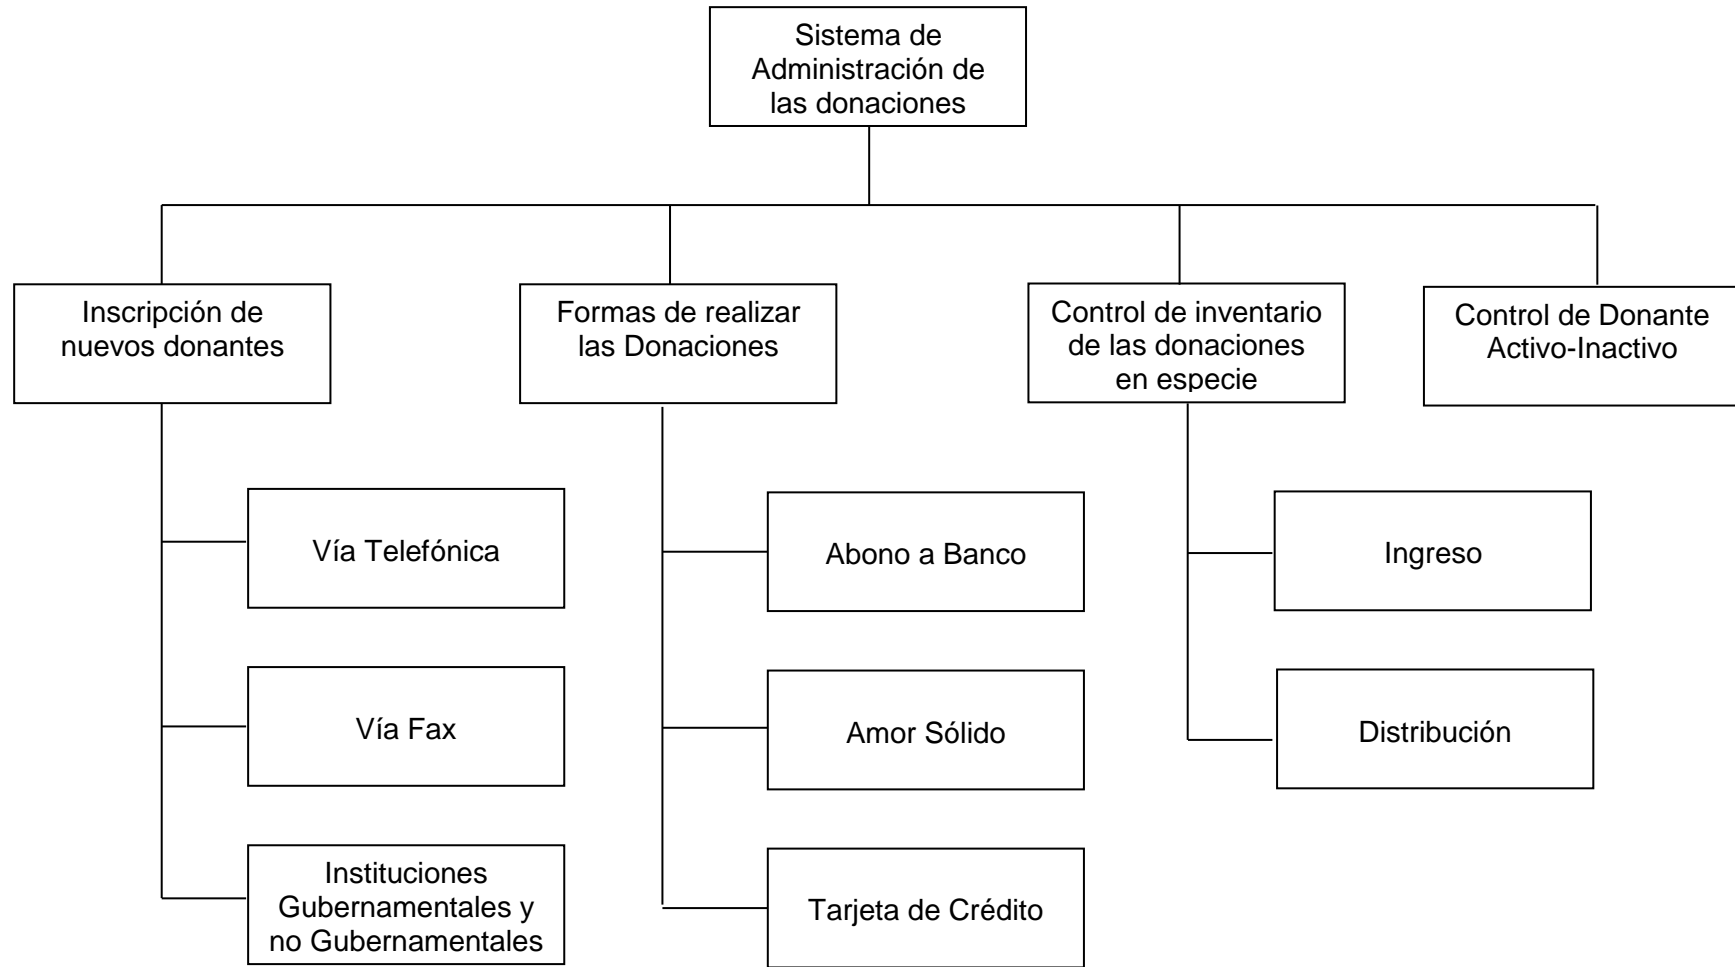 Sistema de
Administración de
las donaciones
Inscripción de
nuevos donantes
Formas de realizar
las Donaciones
Control de inventario
de las donaciones
en especie
Control de Donante
Activo-Inactivo
Vía Telefónica
Abono a Banco
Ingreso
Vía Fax
Amor Sólido
Distribución
Instituciones
Gubernamentales y
no Gubernamentales
Tarjeta de Crédito